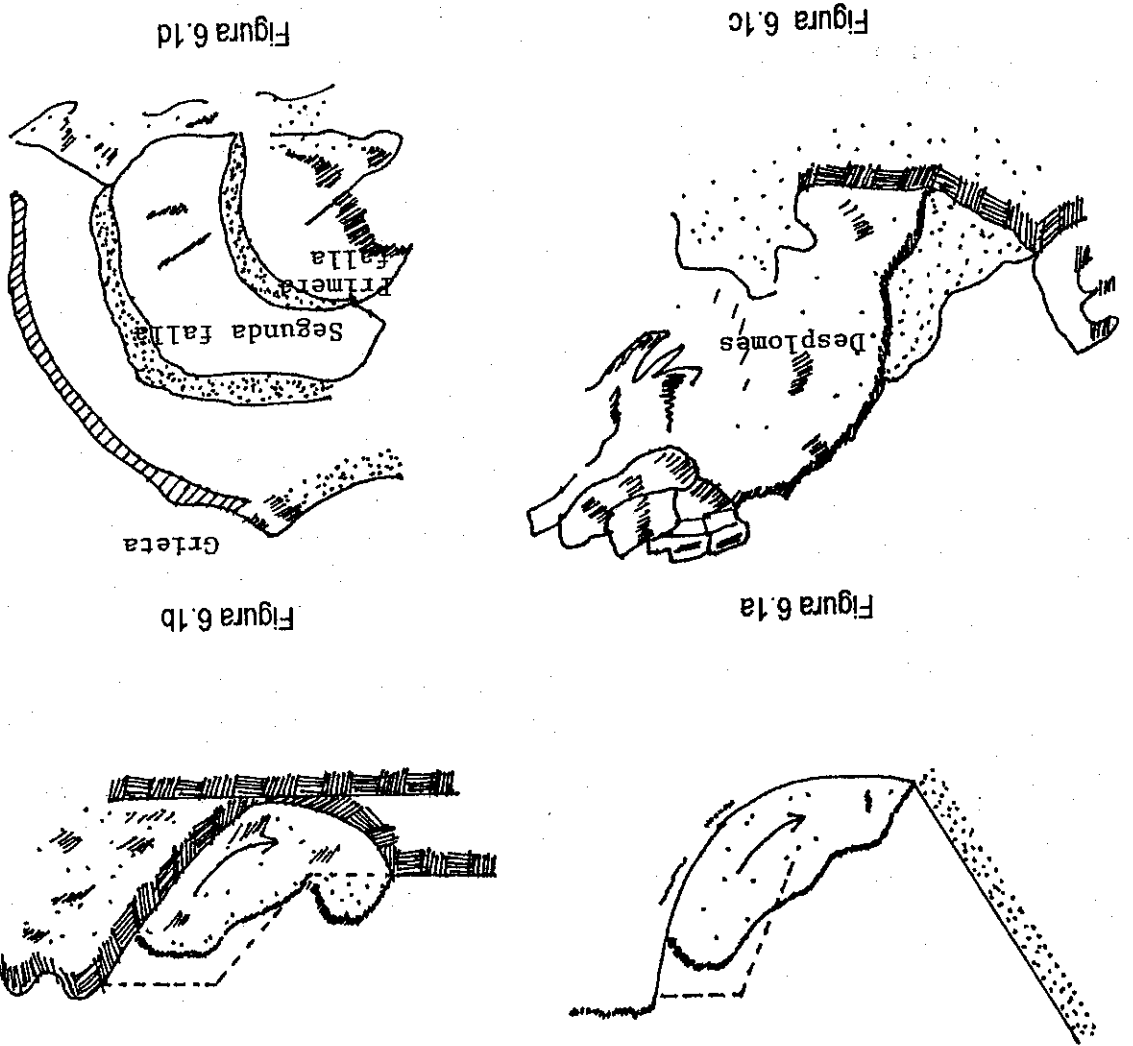 Figura 6.1a
Figura 6.1b
Grieta
Desplomes
Segunda falla
Primera
falla
Figura 6.1c
Figura 6.1d